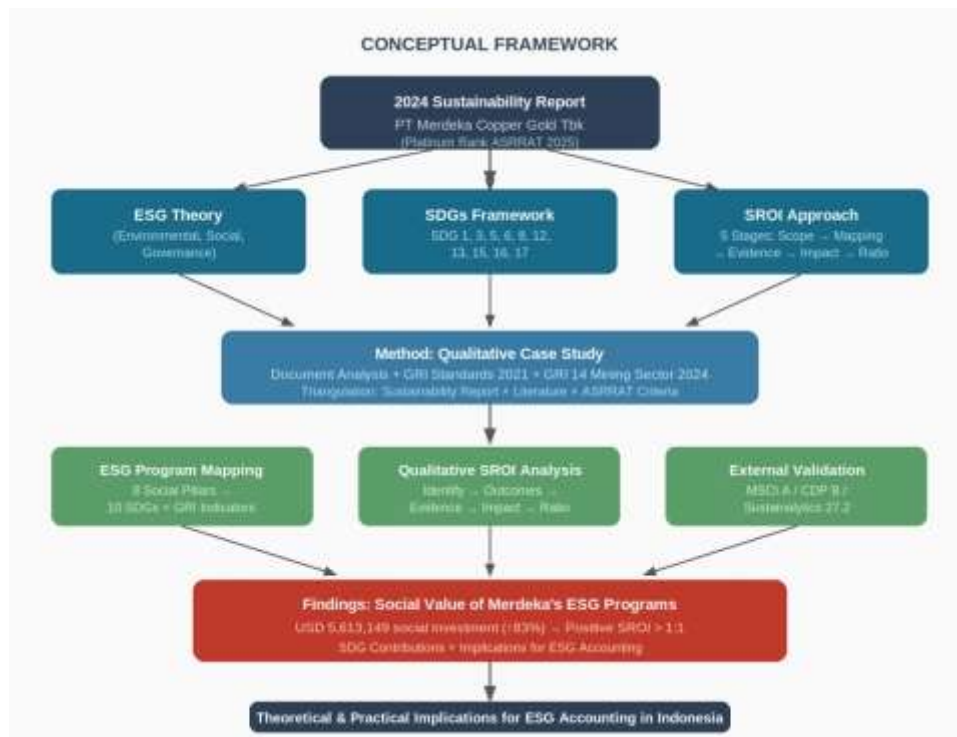 CONCEPTUAL FRAMEWORK
2024 Sustainability Report
PT Merdeka Copper Gold Tbk
(Platinum Rank ASRRAT 2025)
ESG Theory
(Environmental, Social,
Governance)
SDGs Framework
SDG 1, 3, 5, 6, 8, 12,
13, 15, 16, 17
SROI Approach
Stages: Scope → Mapping
→ Evidence → Impact → Ratio
Method: Qualitative Case Study
Document Analysis + GRI Standards 2021 + GRI 14 Mining Sector 2024
Triangulation: Sustainability Report + Literature + ASRRAT Criteria
ESG Program Mapping
8 Social Pillars →
10 SDGs + GRI Indicators
Qualitative SROI Analysis
Identify → Outcomes →
Evidence → Impact → Ratio
External Validation
MSCI A / CDP B /
Sustainalytics 27.2
Findings: Social Value of Merdeka's ESG Programs
USD 5,613,149 social investment (↑83%) → Positive SROI > 1:1
SDG Contributions + Implications for ESG Accounting
Theoretical & Practical Implications for ESG Accounting in Indonesia